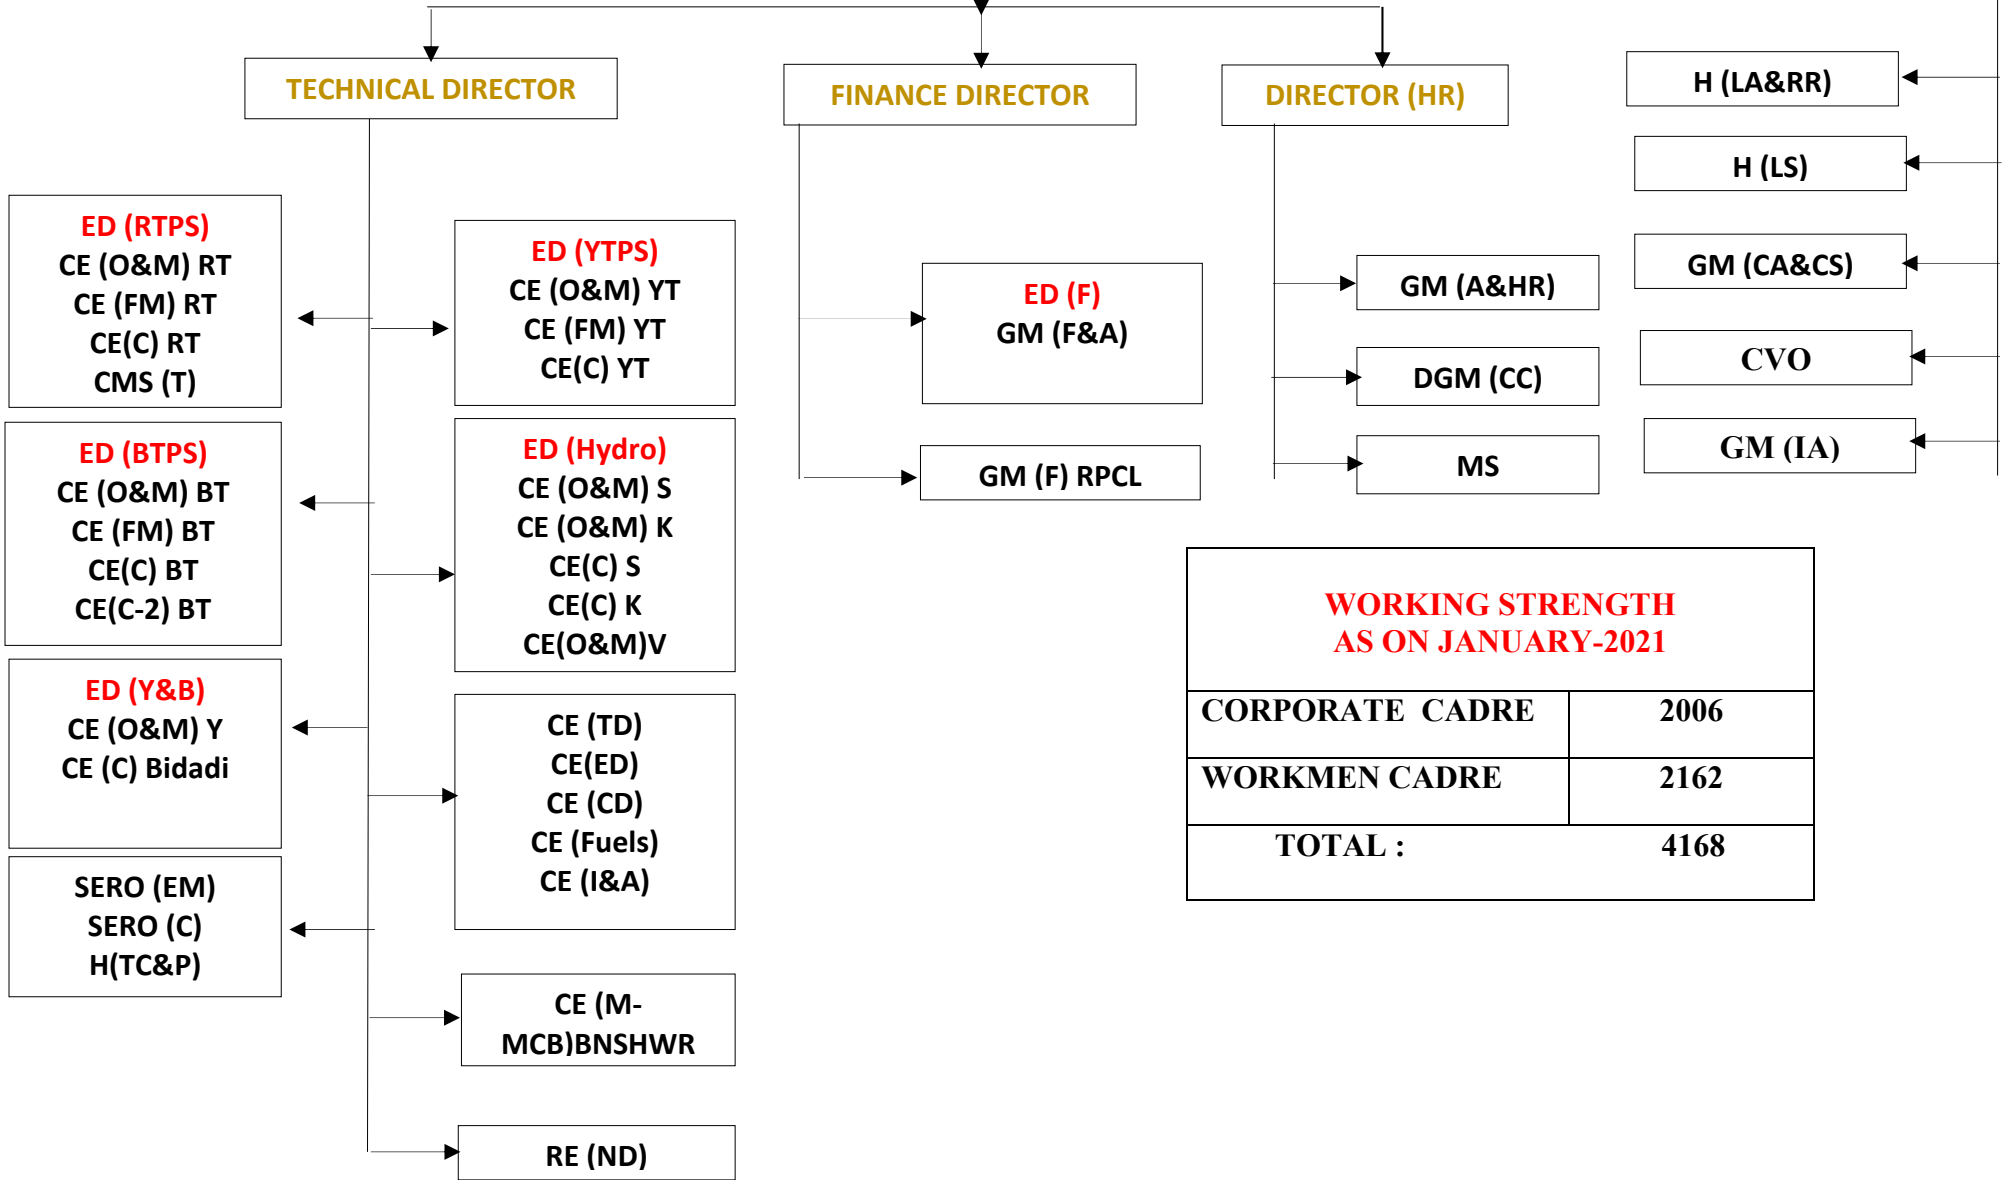 TECHNICAL DIRECTOR
FINANCE DIRECTOR
DIRECTOR (HR)
H (LA&RR)
H (LS)
GM (CA&CS)
CVO
GM (IA)
ED (RTPS)
CE (O&M) RT
CE (FM) RT
CE(C) RT
CMS (T)
ED (YTPS)
CE (O&M) YT
CE (FM) YT
CE(C) YT
ED (F)
GM (F&A)
GM (F) RPCL
GM (A&HR)
DGM (CC)
MS
ED (BTPS)
CE (O&M) BT
CE (FM) BT
CE(C) BT
CE(C-2) BT
ED (Hydro)
CE (O&M) S
CE (O&M) K
CE(C) S
CE(C) K
CE(O&M)V
ED (Y&B)
CE (O&M) Y
CE (C) Bidadi
CE (TD)
CE(ED)
CE (CD)
CE (Fuels)
CE (I&A)
SERO (EM)
SERO (C)
H(TC&P)
CE (M-
MCB)BNSHWR
RE (ND)
WORKING STRENGTH
AS ON JANUARY-2021
CORPORATE CADRE 2006
WORKMEN CADRE 2162
TOTAL : 4168